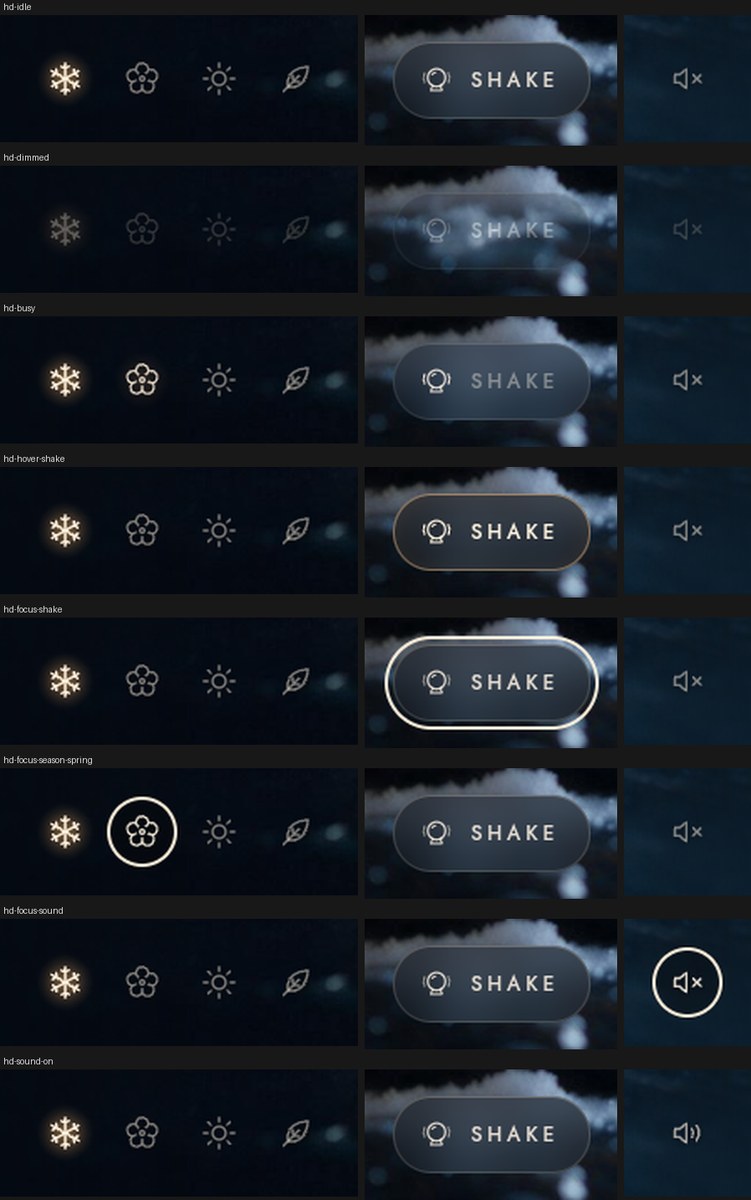 hd-idle
SHAKE
hd-dimmed
SHAKE
hd-busy
SHAKE
hd-hover-shake
SHAKE
hd-focus-shake
SHAKE
hd-focus-season-spring
SHAKE
hd-focus-sound
SHAKE
hd-sound-on
SHAKE